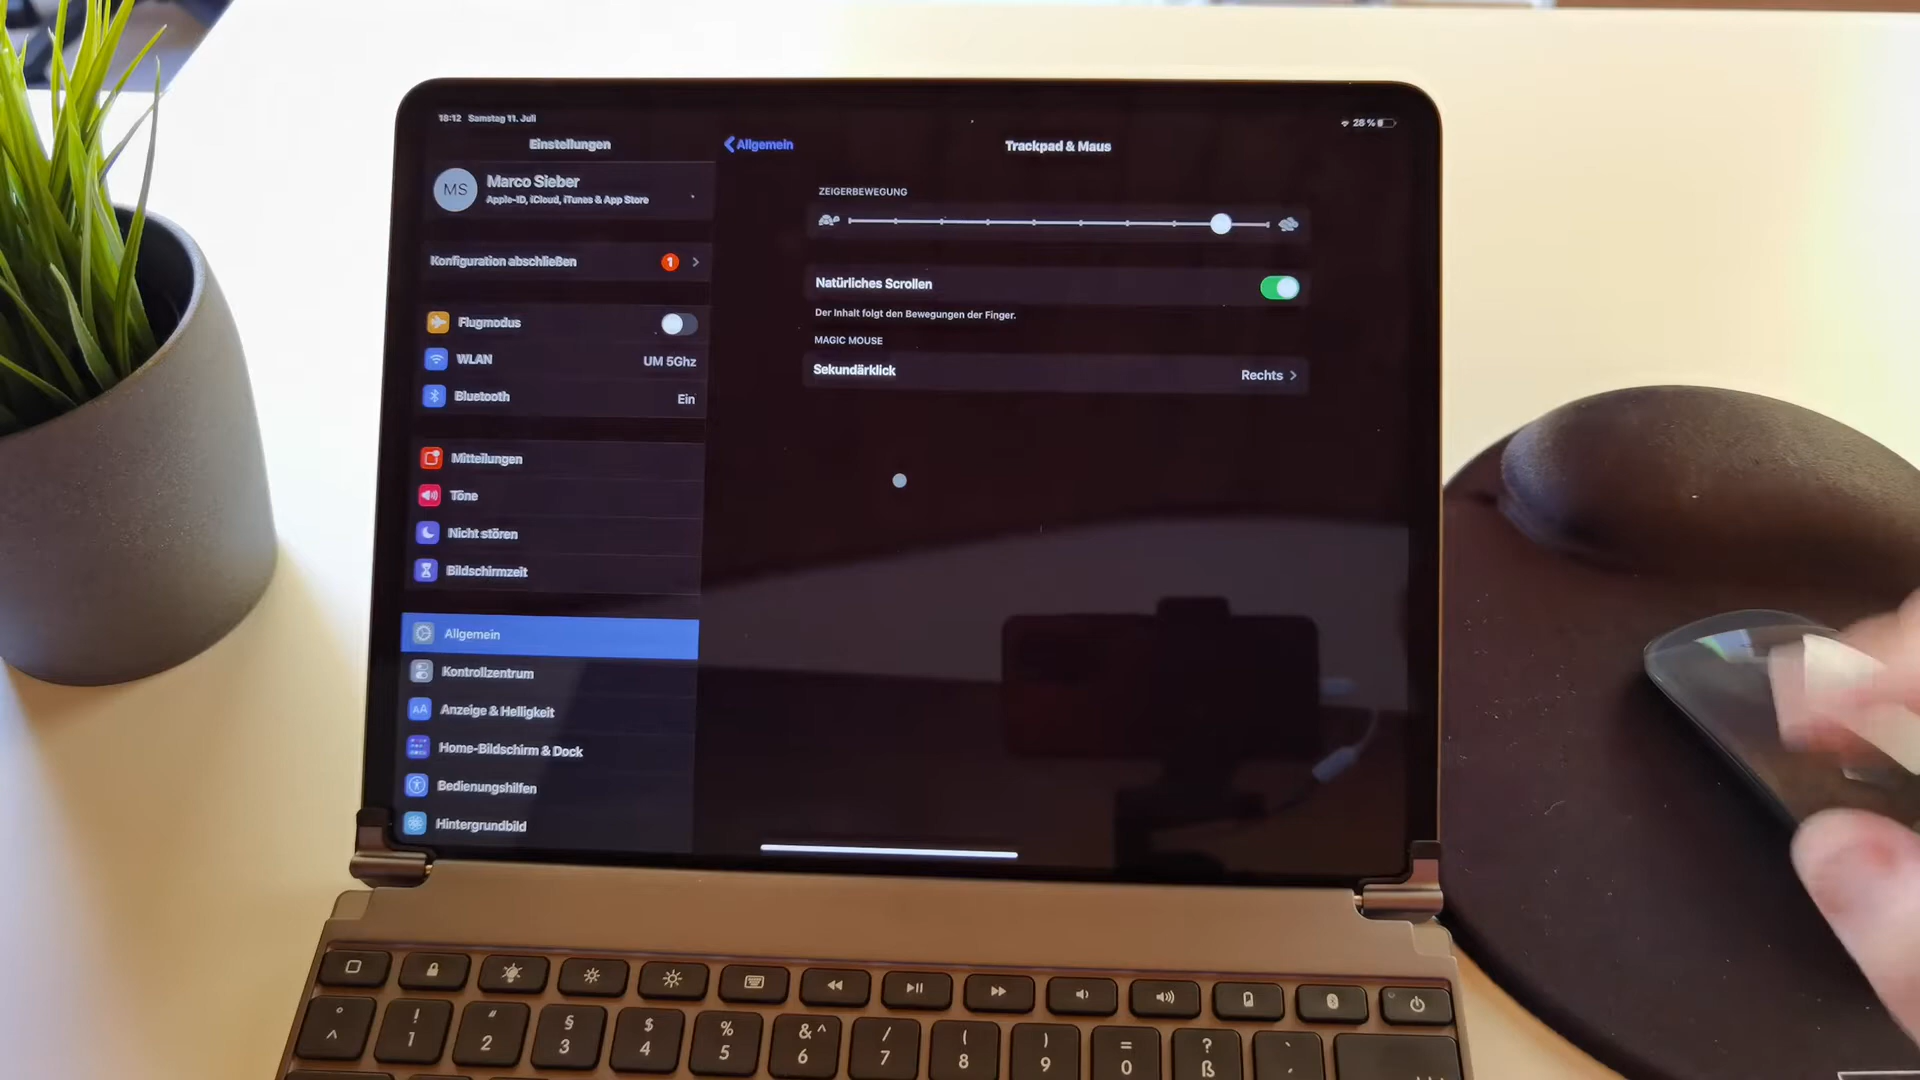 18:12 Samstag 11. Juli
28 %
Einstellungen
Allgemein
Trackpad & Maus
MS
Marco Sieber
Apple-ID, iCloud, iTunes & App Store
Konfiguration abschließen
1
Flugmodus
WLAN
UM 5Ghz
Bluetooth
Ein
Mitteilungen
Töne
Nicht stören
Bildschirmzeit
Allgemein
Kontrollzentrum
AA
Anzeige & Helligkeit
Home-Bildschirm & Dock
Bedienungshilfen
Hintergrundbild
ZEIGERBEWEGUNG
Natürliches Scrollen
Der Inhalt folgt den Bewegungen der Finger.
MAGIC MOUSE
Sekundärklick
Rechts
° ! " § $ % & ^ / ( ) = ? `
^ 1 2 3 4 5 6 7 8 9 0 ß ´